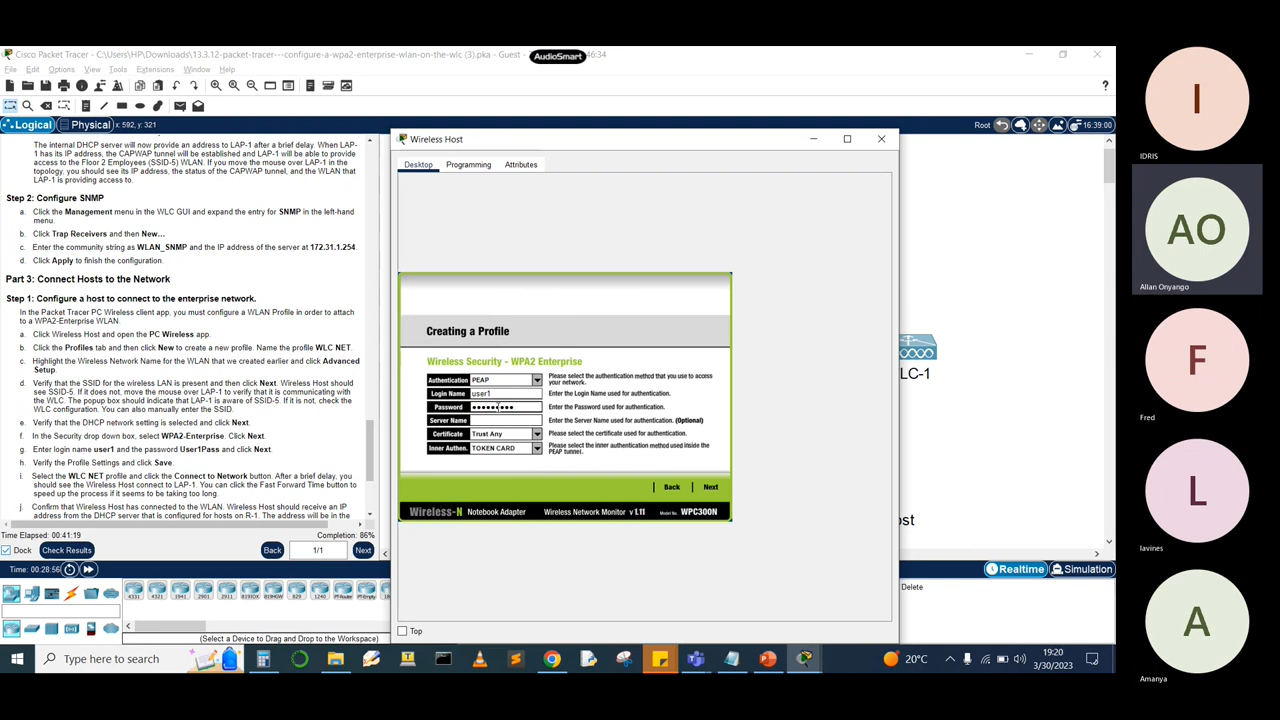 Cisco Packet Tracer - C:\Users\HP\Downloads\13.3.12-packet-tracer---configure-a-wpa2-enterprise-wlan-on-the-wlc (3).pka - Guest -
AudioSmart
46:34
File Edit Options View Tools Extensions Window Help
Logical
Physical
x: 592, y: 321
Root
16:39:00
The internal DHCP server will now provide an address to LAP-1 after a brief delay. When LAP-
1 has its IP address, the CAPWAP tunnel will be established and LAP-1 will be able to provide
access to the Floor 2 Employees (SSID-5) WLAN. If you move the mouse over LAP-1 in the
topology, you should see its IP address, the status of the CAPWAP tunnel, and the WLAN that
LAP-1 is providing access to.
Step 2: Configure SNMP
a. Click the Management menu in the WLC GUI and expand the entry for SNMP in the left-hand
menu.
b. Click Trap Receivers and then New...
c. Enter the community string as WLAN_SNMP and the IP address of the server at 172.31.1.254.
d. Click Apply to finish the configuration.
Part 3: Connect Hosts to the Network
Step 1: Configure a host to connect to the enterprise network.
In the Packet Tracer PC Wireless client app, you must configure a WLAN Profile in order to attach
to a WPA2-Enterprise WLAN.
a. Click Wireless Host and open the PC Wireless app.
b. Click the Profiles tab and then click New to create a new profile. Name the profile WLC NET.
c. Highlight the Wireless Network Name for the WLAN that we created earlier and click Advanced
Setup.
d. Verify that the SSID for the wireless LAN is present and then click Next. Wireless Host should
see SSID-5. If it does not, move the mouse over LAP-1 to verify that it is communicating with
the WLC. The popup box should indicate that LAP-1 is aware of SSID-5. If it is not, check the
WLC configuration. You can also manually enter the SSID.
e. Verify that the DHCP network setting is selected and click Next.
f. In the Security drop down box, select WPA2-Enterprise. Click Next.
g. Enter login name user1 and the password User1Pass and click Next.
h. Verify the Profile Settings and click Save.
i. Select the WLC NET profile and click the Connect to Network button. After a brief delay, you
should see the Wireless Host connect to LAP-1. You can click the Fast Forward Time button to
speed up the process if it seems to be taking too long.
j. Confirm that Wireless Host has connected to the WLAN. Wireless Host should receive an IP
address from the DHCP server that is configured for hosts on R-1. The address will be in the
Time Elapsed: 00:41:19
Completion: 86%
Dock
Check Results
Back
1/1
Next
Time: 00:28:56
Realtime
Simulation
4331 4321 1941 2901 2911 819IOX 819HGW 829 1240 PT-Router PT-Empty
(Select a Device to Drag and Drop to the Workspace)
Delete
Wireless Host
Desktop
Programming
Attributes
Creating a Profile
Wireless Security - WPA2 Enterprise
Authentication PEAP Please select the authentication method that you use to access
your network.
Login Name user1 Enter the Login Name used for authentication.
Password ••••••••• Enter the Password used for authentication.
Server Name Enter the Server Name used for authentication. (Optional)
Certificate Trust Any Please select the certificate used for authentication.
Inner Authen. TOKEN CARD Please select the inner authentication method used inside the
PEAP tunnel.
Back
Next
Wireless-N Notebook Adapter Wireless Network Monitor v 1.11 Model No. WPC300N
Top
LC-1
ost
Type here to search
20°C
19:20
3/30/2023
I
IDRIS
AO
Allan Onyango
F
Fred
L
lavines
A
Amanya